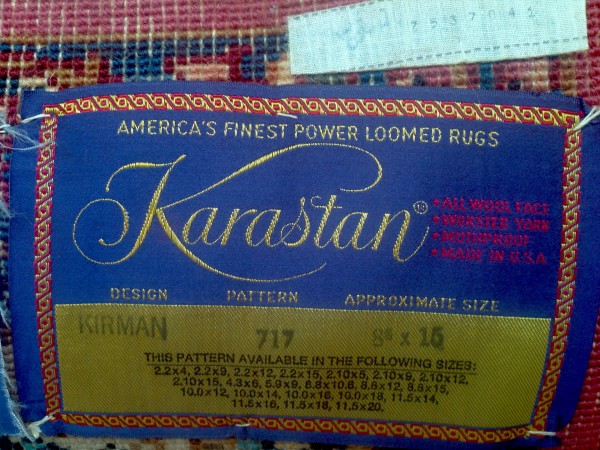 7537041
AMERICA'S FINEST POWER LOOMED RUGS
Karastan®
• ALL WOOL FACE
• WORSTED YARN
• MOTHPROOF
• MADE IN U.S.A.
DESIGN PATTERN APPROXIMATE SIZE
KIRMAN 717 8⁸ x 15
THIS PATTERN AVAILABLE IN THE FOLLOWING SIZES:
2.2x4, 2.2x9, 2.2x12, 2.2x15, 2.10x5, 2.10x9, 2.10x12,
2.10x15, 4.3x6, 5.9x9, 8.8x10.6, 8.8x12, 8.8x15,
10.0x12, 10.0x14, 10.0x16, 10.0x18, 11.5x14,
11.5x16, 11.5x18, 11.5x20.